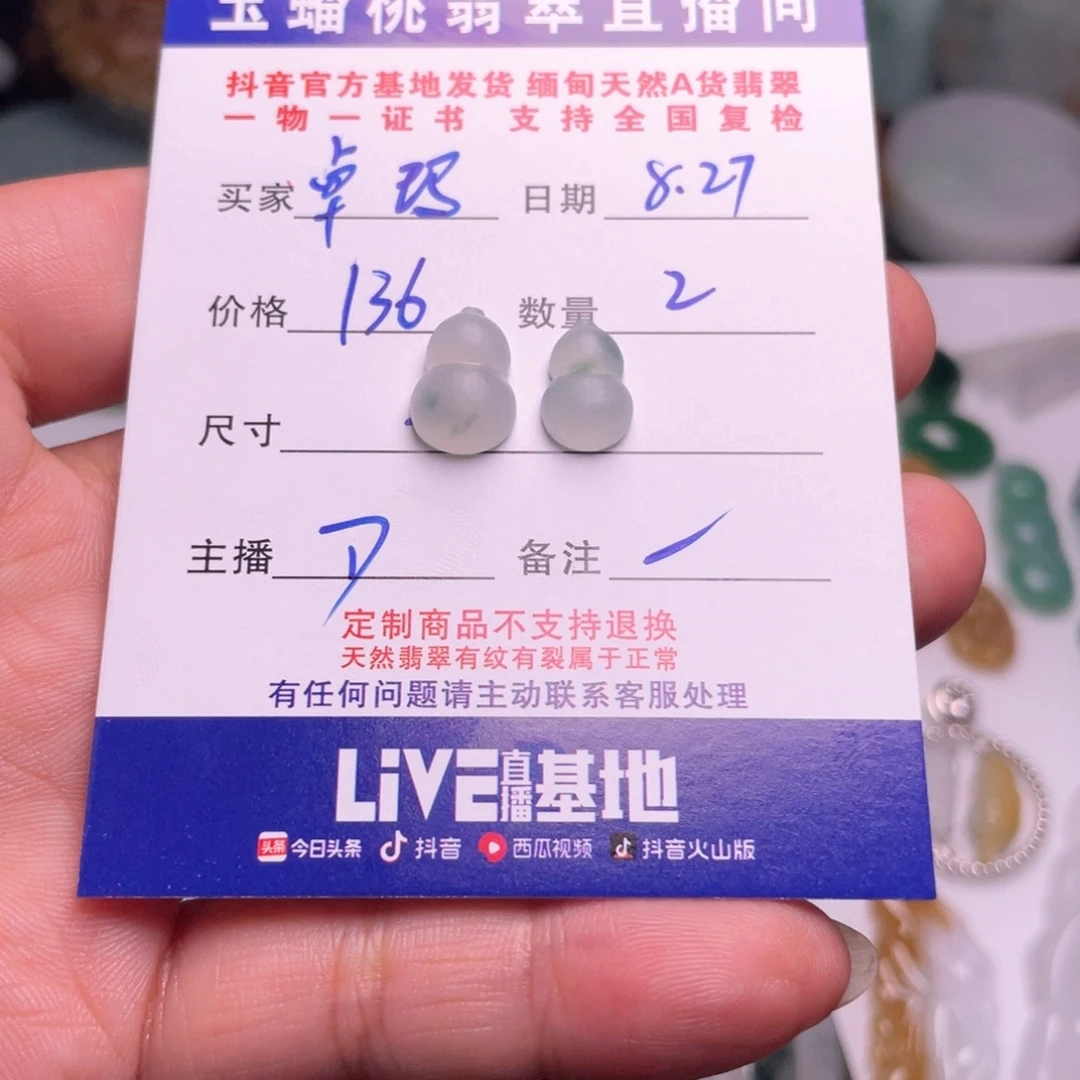 玉蟠桃翡翠直播间
抖音官方基地发货 缅甸天然A货翡翠
一物一证书 支持全国复检
买家 卓玛 日期 8.27
价格 136 数量 2
尺寸
主播 备注
定制商品不支持退换
天然翡翠有纹有裂属于正常
有任何问题请主动联系客服处理
LiVE直播基地
头条 今日头条 抖音 西瓜视频 抖音火山版